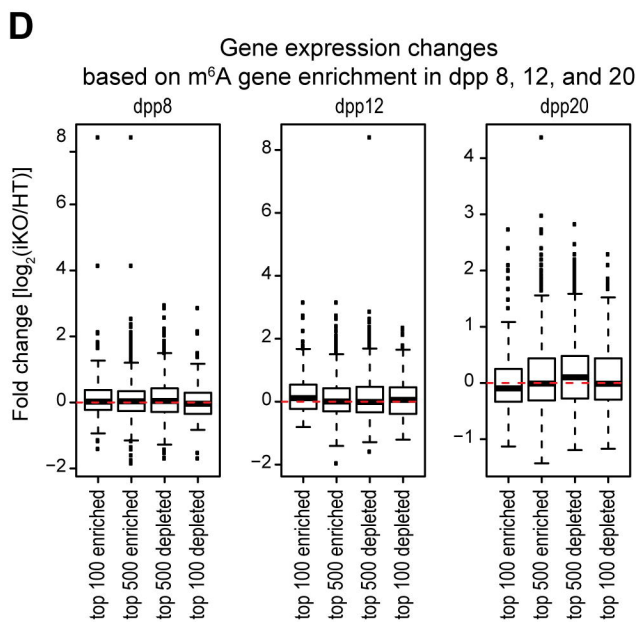 D
Gene expression changes
based on m⁶A gene enrichment in dpp 8, 12, and 20
dpp8
dpp12
dpp20
Fold change [log₂(iKO/HT)]
8
6
4
2
0
−2
8
6
4
2
0
−2
4
3
2
1
0
−1
top 100 enriched
top 500 enriched
top 500 depleted
top 100 depleted
top 100 enriched
top 500 enriched
top 500 depleted
top 100 depleted
top 100 enriched
top 500 enriched
top 500 depleted
top 100 depleted